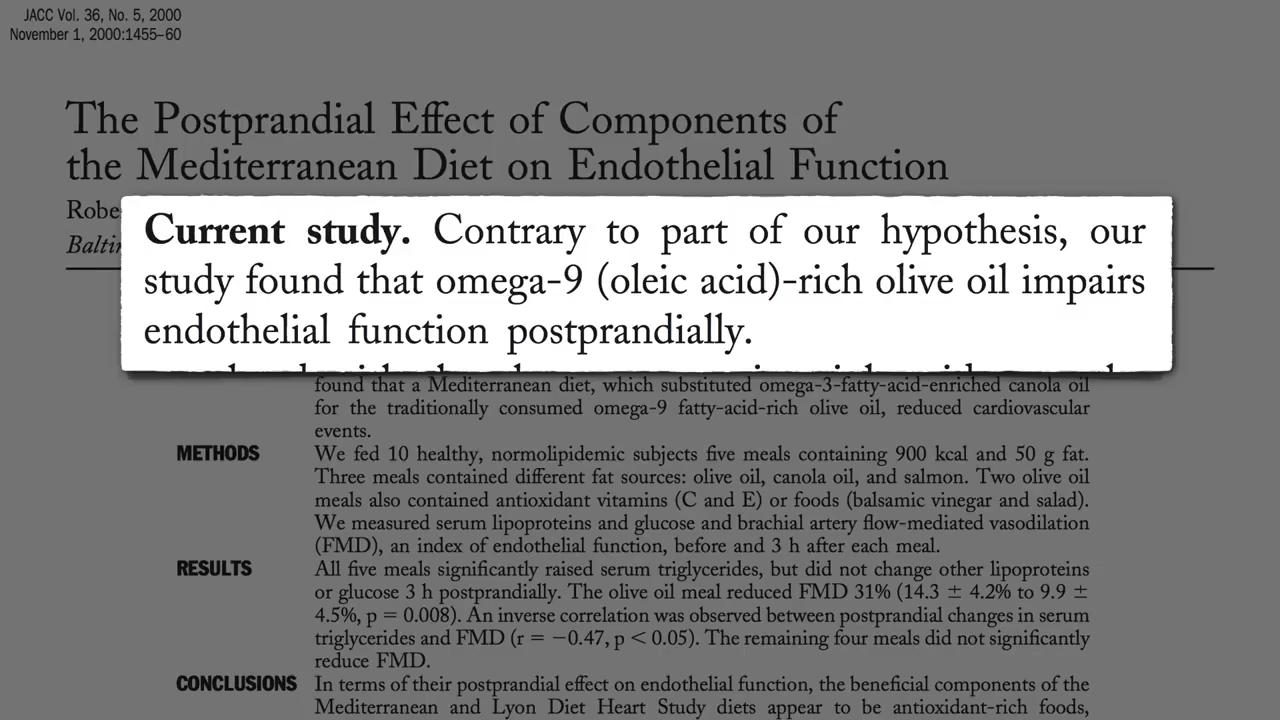 JACC Vol. 36, No. 5, 2000
November 1, 2000:1455–60
The Postprandial Effect of Components of
the Mediterranean Diet on Endothelial Function
Robe
Baltin
Current study. Contrary to part of our hypothesis, our
study found that omega-9 (oleic acid)-rich olive oil impairs
endothelial function postprandially.
found that a Mediterranean diet, which substituted omega-3-fatty-acid-enriched canola oil
for the traditionally consumed omega-9 fatty-acid-rich olive oil, reduced cardiovascular
events.
METHODS We fed 10 healthy, normolipidemic subjects five meals containing 900 kcal and 50 g fat.
Three meals contained different fat sources: olive oil, canola oil, and salmon. Two olive oil
meals also contained antioxidant vitamins (C and E) or foods (balsamic vinegar and salad).
We measured serum lipoproteins and glucose and brachial artery flow-mediated vasodilation
(FMD), an index of endothelial function, before and 3 h after each meal.
RESULTS All five meals significantly raised serum triglycerides, but did not change other lipoproteins
or glucose 3 h postprandially. The olive oil meal reduced FMD 31% (14.3 ± 4.2% to 9.9 ±
4.5%, p = 0.008). An inverse correlation was observed between postprandial changes in serum
triglycerides and FMD (r = −0.47, p < 0.05). The remaining four meals did not significantly
reduce FMD.
CONCLUSIONS In terms of their postprandial effect on endothelial function, the beneficial components of the
Mediterranean and Lyon Diet Heart Study diets appear to be antioxidant-rich foods,